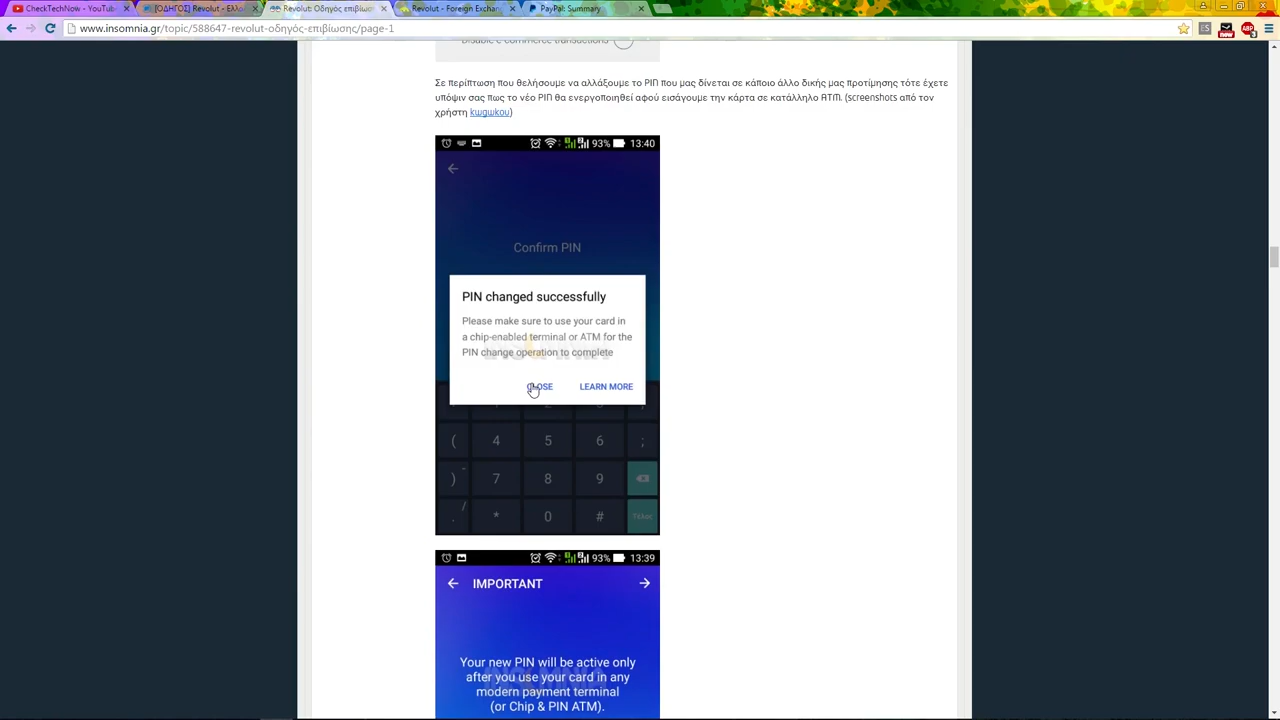 CheckTechNow - YouTub
[ΟΔΗΓΟΣ] Revolut - Ελλ
Revolut: Οδηγός επιβίωσ
Revolut - Foreign Exchan
PayPal: Summary
www.insomnia.gr/topic/588647-revolut-οδηγός-επιβίωσης/page-1
Disable e-commerce transactions
Σε περίπτωση που θελήσουμε να αλλάξουμε το PIN που μας δίνεται σε κάποιο άλλο δικής μας προτίμησης τότε έχετε
υπόψιν σας πως το νέο PIN θα ενεργοποιηθεί αφού εισάγουμε την κάρτα σε κατάλληλο ATM. (screenshots από τον
χρήστη kωgωkou)
93% 13:40
Confirm PIN
PIN changed successfully
Please make sure to use your card in
a chip-enabled terminal or ATM for the
PIN change operation to complete
CLOSE LEARN MORE
( 4 5 6 ;
) 7 8 9
. / * 0 # Τέλος
93% 13:39
IMPORTANT
Your new PIN will be active only
after you use your card in any
modern payment terminal
(or Chip & PIN ATM).